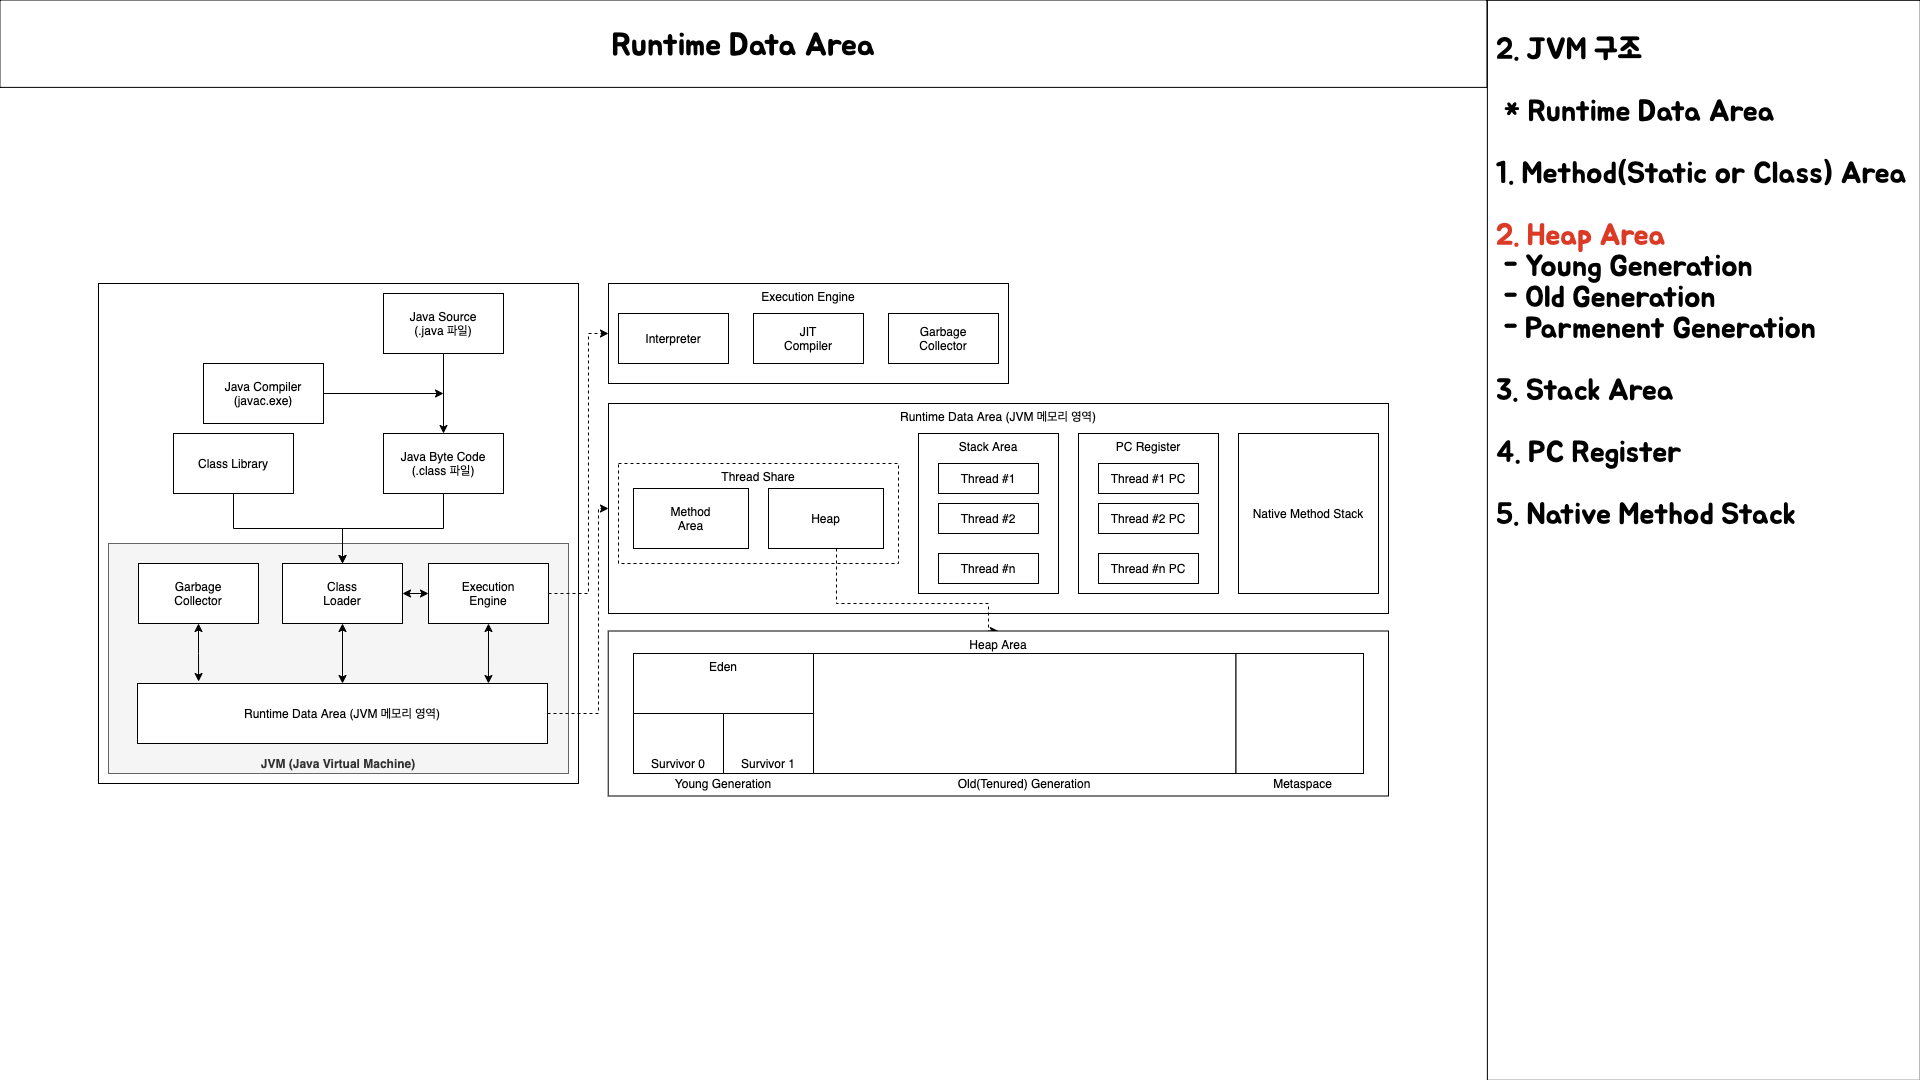 Runtime Data Area
Java Source
(.java 파일)
Java Compiler
(javac.exe)
Class Library
Java Byte Code
(.class 파일)
Garbage
Collector
Class
Loader
Execution
Engine
Runtime Data Area (JVM 메모리 영역)
JVM (Java Virtual Machine)
Execution Engine
Interpreter
JIT
Compiler
Garbage
Collector
Runtime Data Area (JVM 메모리 영역)
Thread Share
Method
Area
Heap
Stack Area
Thread #1
Thread #2
Thread #n
PC Register
Thread #1 PC
Thread #2 PC
Thread #n PC
Native Method Stack
Heap Area
Eden
Survivor 0
Survivor 1
Young Generation
Old(Tenured) Generation
Metaspace
2. JVM 구조
* Runtime Data Area
1. Method(Static or Class) Area
2. Heap Area
- Young Generation
- Old Generation
- Parmenent Generation
3. Stack Area
4. PC Register
5. Native Method Stack